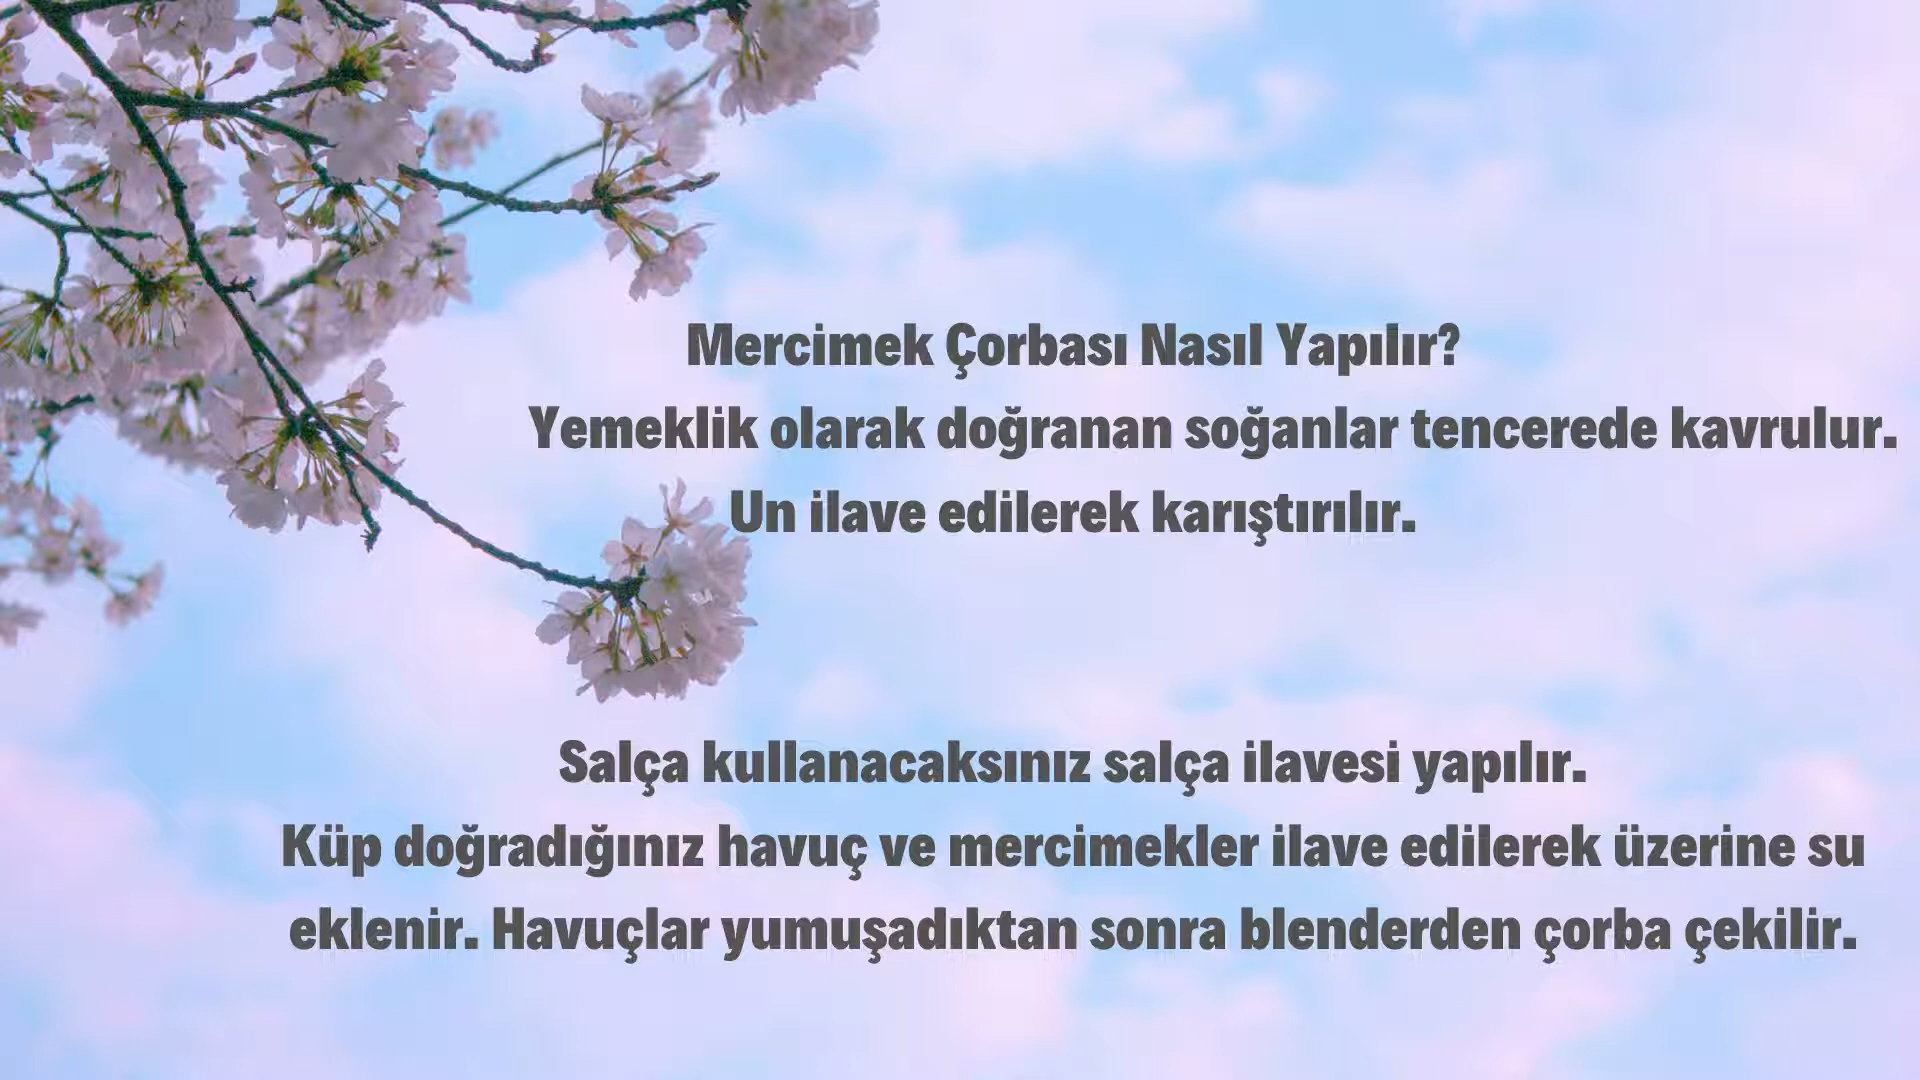 Mercimek Çorbası Nasıl Yapılır?
Yemeklik olarak doğranan soğanlar tencerede kavrulur.
Un ilave edilerek karıştırılır.
Salça kullanacaksınız salça ilavesi yapılır.
Küp doğradığınız havuç ve mercimekler ilave edilerek üzerine su
eklenir. Havuçlar yumuşadıktan sonra blenderden çorba çekilir.